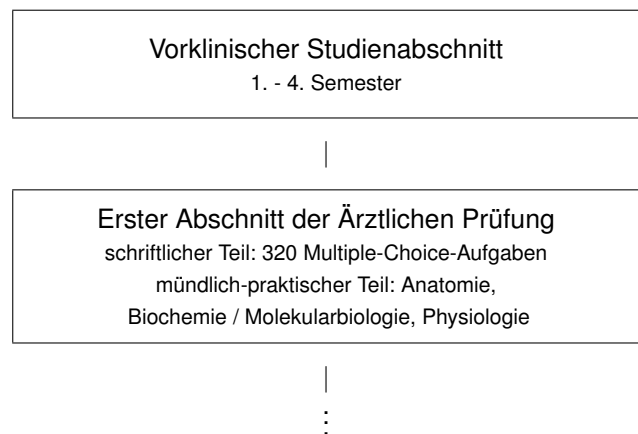 Vorklinischer Studienabschnitt
1. - 4. Semester
Erster Abschnitt der Ärztlichen Prüfung
schriftlicher Teil: 320 Multiple-Choice-Aufgaben
mündlich-praktischer Teil: Anatomie,
Biochemie / Molekularbiologie, Physiologie